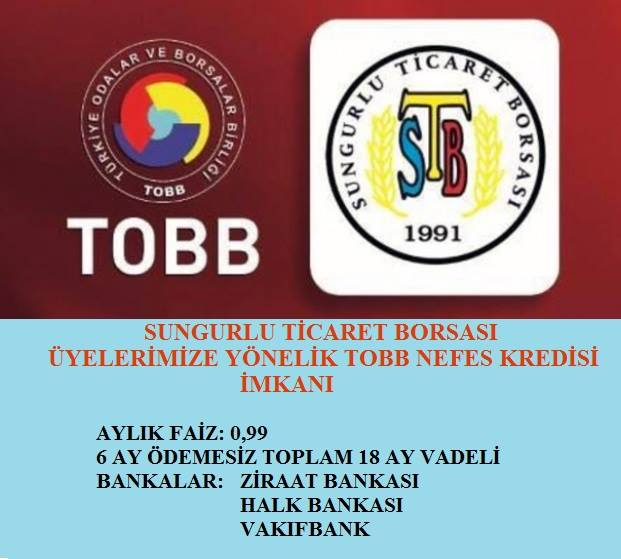 TÜRKİYE ODALAR VE BORSALAR BİRLİĞİ
TOBB
TOBB
SUNGURLU TİCARET BORSASI
STB
1991
SUNGURLU TİCARET BORSASI
ÜYELERİMİZE YÖNELİK TOBB NEFES KREDİSİ
İMKANI
AYLIK FAİZ: 0,99
6 AY ÖDEMESİZ TOPLAM 18 AY VADELİ
BANKALAR: ZİRAAT BANKASI
HALK BANKASI
VAKIFBANK